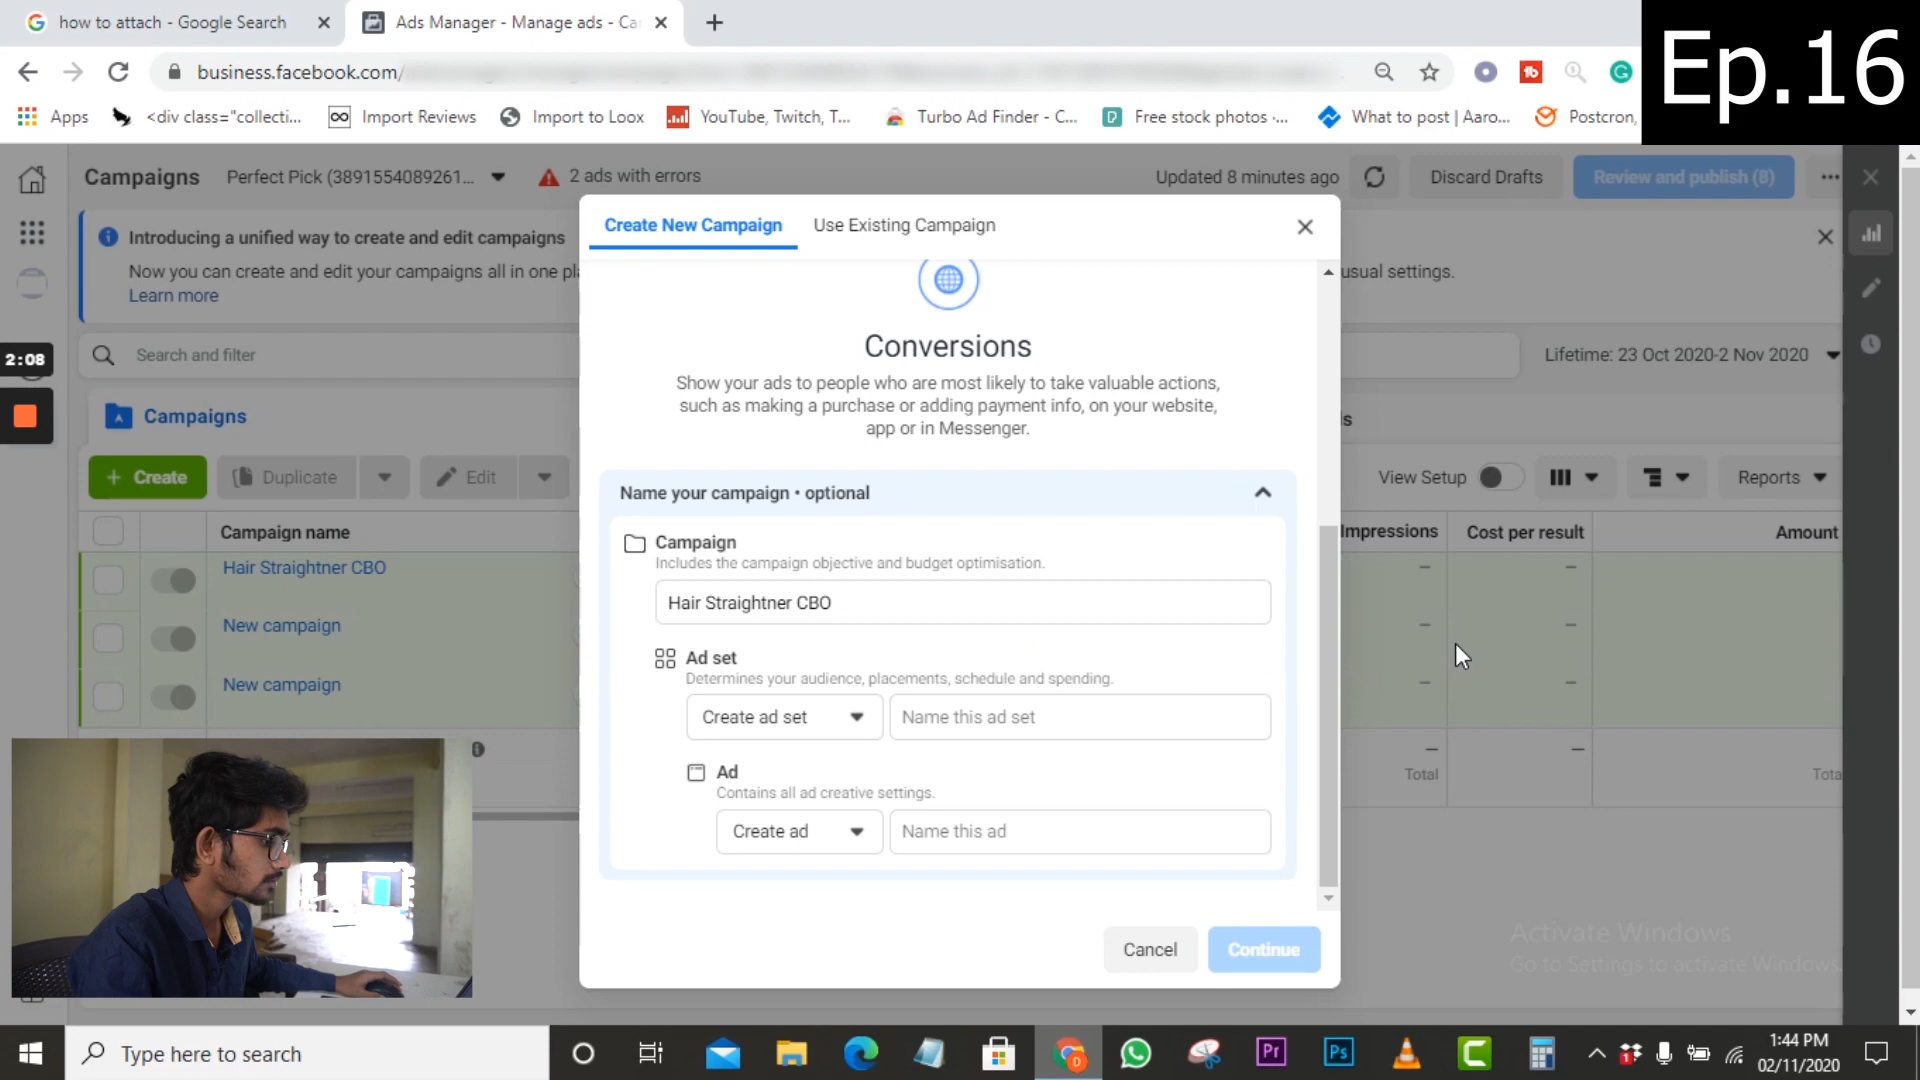 how to attach - Google Search
Ads Manager - Manage ads - Ca
Ep.16
business.facebook.com/
Apps
<div class="collecti...
Import Reviews
Import to Loox
YouTube, Twitch, T...
Turbo Ad Finder - C...
Free stock photos -...
What to post | Aaro...
Postcron,
Campaigns
Perfect Pick (3891554089261...
2 ads with errors
Updated 8 minutes ago
Discard Drafts
Review and publish (8)
Introducing a unified way to create and edit campaigns
Now you can create and edit your campaigns all in one pl
usual settings.
Learn more
2:08
Search and filter
Lifetime: 23 Oct 2020-2 Nov 2020
Campaigns
Create
Duplicate
Edit
View Setup
Reports
Campaign name
Impressions
Cost per result
Amount
Hair Straightner CBO
New campaign
New campaign
Total
Tota
Create New Campaign
Use Existing Campaign
Conversions
Show your ads to people who are most likely to take valuable actions,
such as making a purchase or adding payment info, on your website,
app or in Messenger.
Name your campaign • optional
Campaign
Includes the campaign objective and budget optimisation.
Hair Straightner CBO
Ad set
Determines your audience, placements, schedule and spending.
Create ad set
Name this ad set
Ad
Contains all ad creative settings.
Create ad
Name this ad
Cancel
Continue
Activate Windows
Go to Settings to activate Windows.
Type here to search
Pr
Ps
1:44 PM
02/11/2020